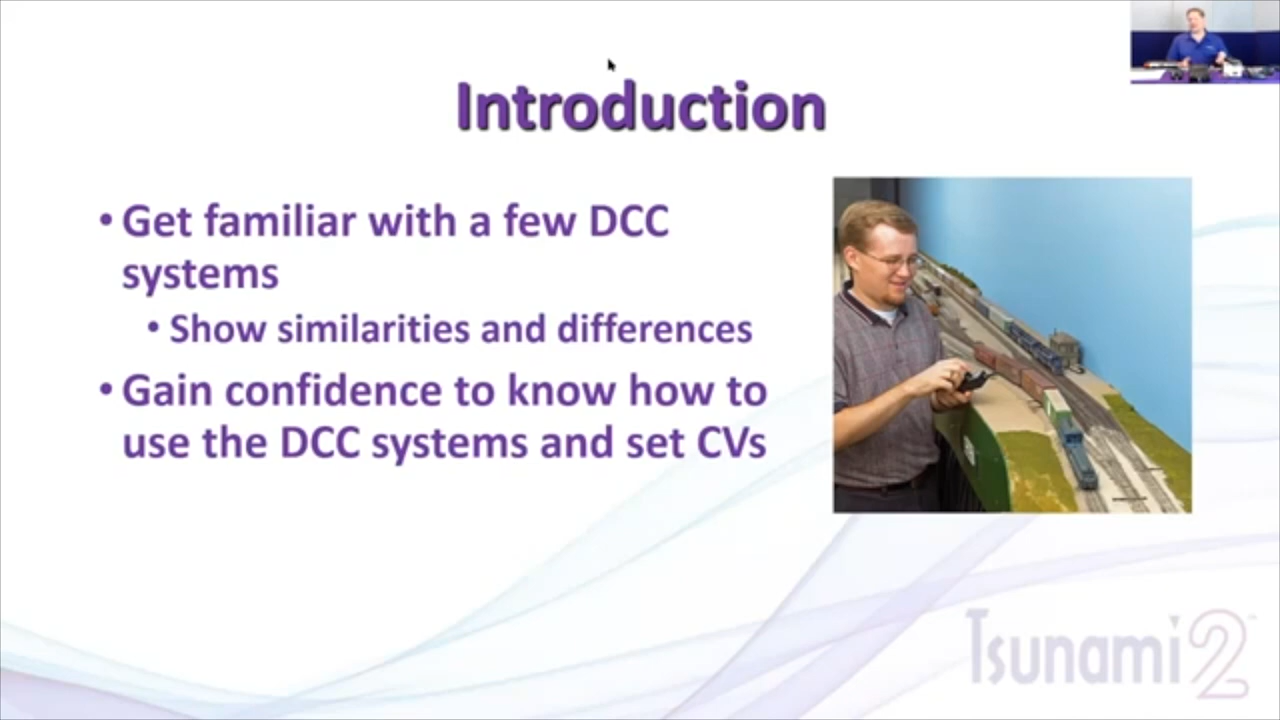 Introduction
• Get familiar with a few DCC
systems
• Show similarities and differences
• Gain confidence to know how to
use the DCC systems and set CVs
Tsunami2